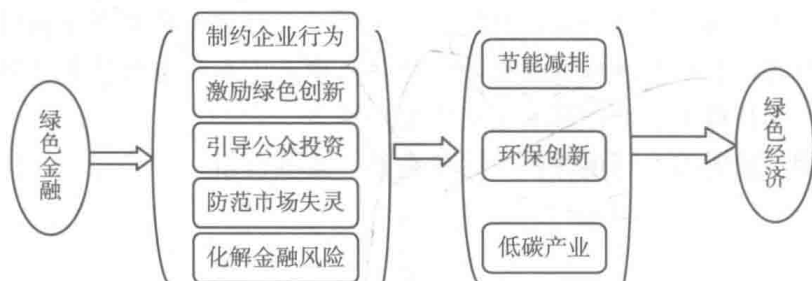 绿色金融
制约企业行为
激励绿色创新
引导公众投资
防范市场失灵
化解金融风险
节能减排
环保创新
低碳产业
绿色经济